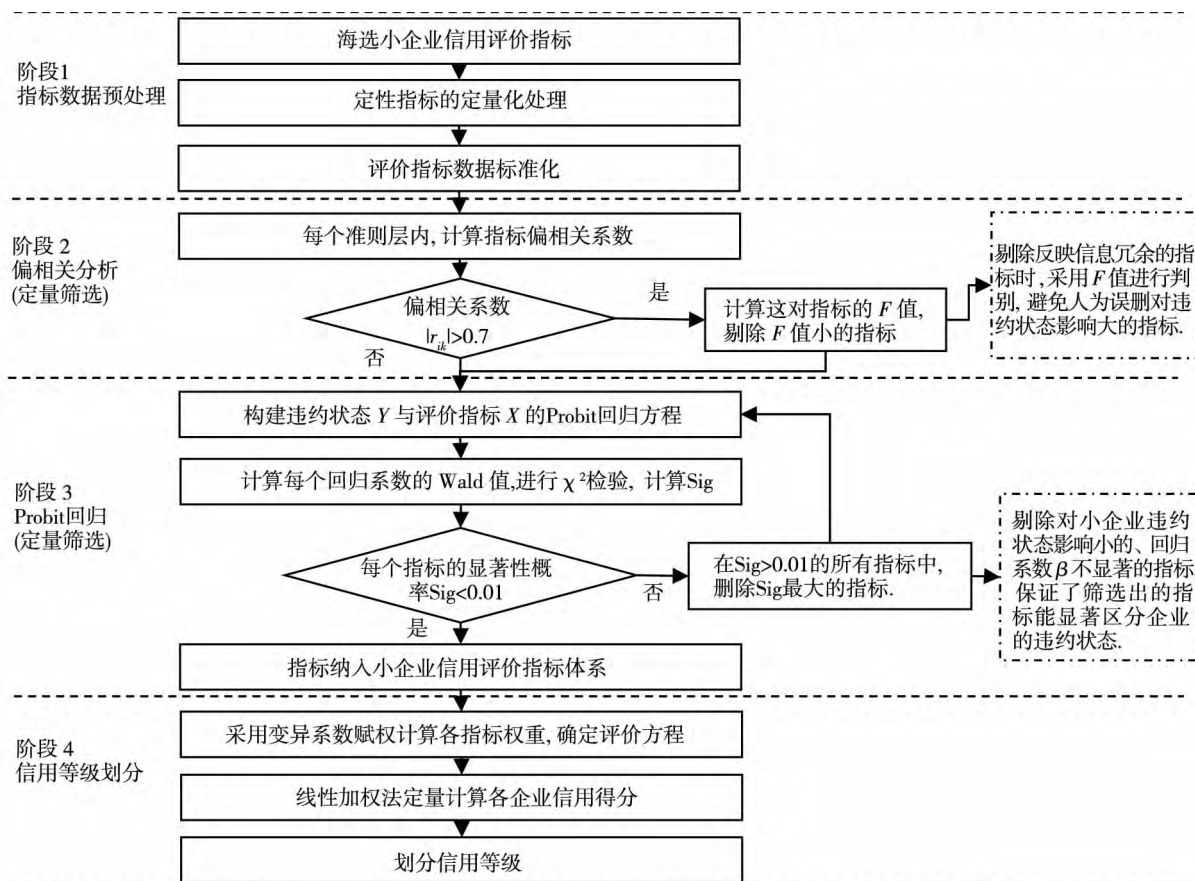 海选小企业信用评价指标
阶段1
指标数据预处理
定性指标的定量化处理
评价指标数据标准化
阶段 2
偏相关分析
(定量筛选)
每个准则层内, 计算指标偏相关系数
偏相关系数
|r_ik|>0.7
是
否
计算这对指标的 F 值,
剔除 F 值小的指标
剔除反映信息冗余的指
标时, 采用 F 值进行判
别, 避免人为误删对违
约状态影响大的指标.
阶段 3
Probit回归
(定量筛选)
构建违约状态 Y 与评价指标 X 的Probit回归方程
计算每个回归系数的 Wald 值,进行 χ²检验, 计算Sig
每个指标的显著性概
率Sig<0.01
否
是
在Sig>0.01的所有指标中,
删除Sig最大的指标.
剔除对小企业违约
状态影响小的、回归
系数β不显著的指标
保证了筛选出的指
标能显著区分企业
的违约状态.
指标纳入小企业信用评价指标体系
阶段 4
信用等级划分
采用变异系数赋权计算各指标权重, 确定评价方程
线性加权法定量计算各企业信用得分
划分信用等级